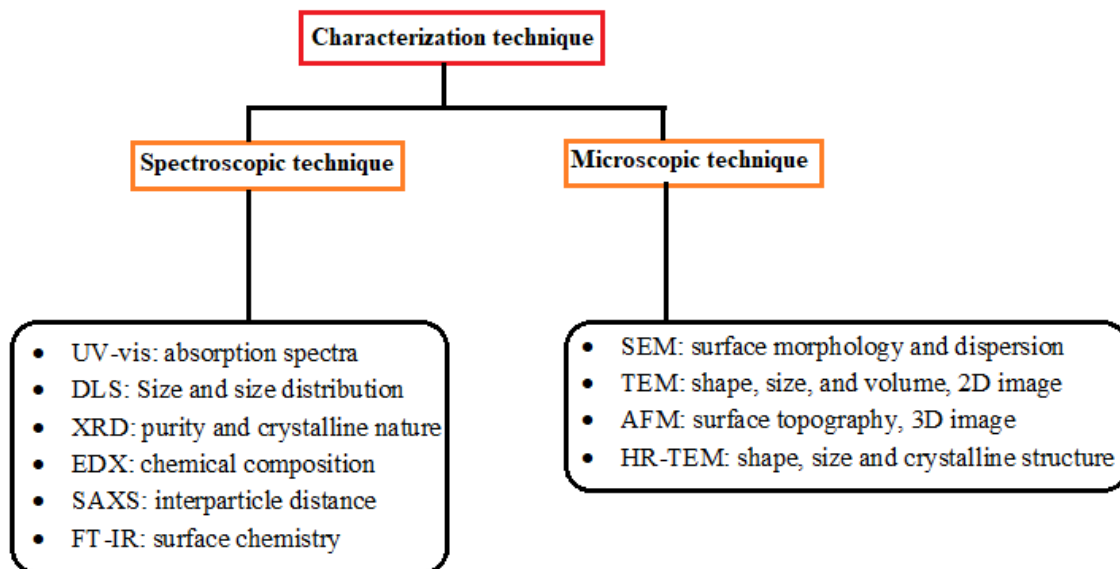 Characterization technique
Spectroscopic technique
Microscopic technique
• UV-vis: absorption spectra
• DLS: Size and size distribution
• XRD: purity and crystalline nature
• EDX: chemical composition
• SAXS: interparticle distance
• FT-IR: surface chemistry
• SEM: surface morphology and dispersion
• TEM: shape, size, and volume, 2D image
• AFM: surface topography, 3D image
• HR-TEM: shape, size and crystalline structure